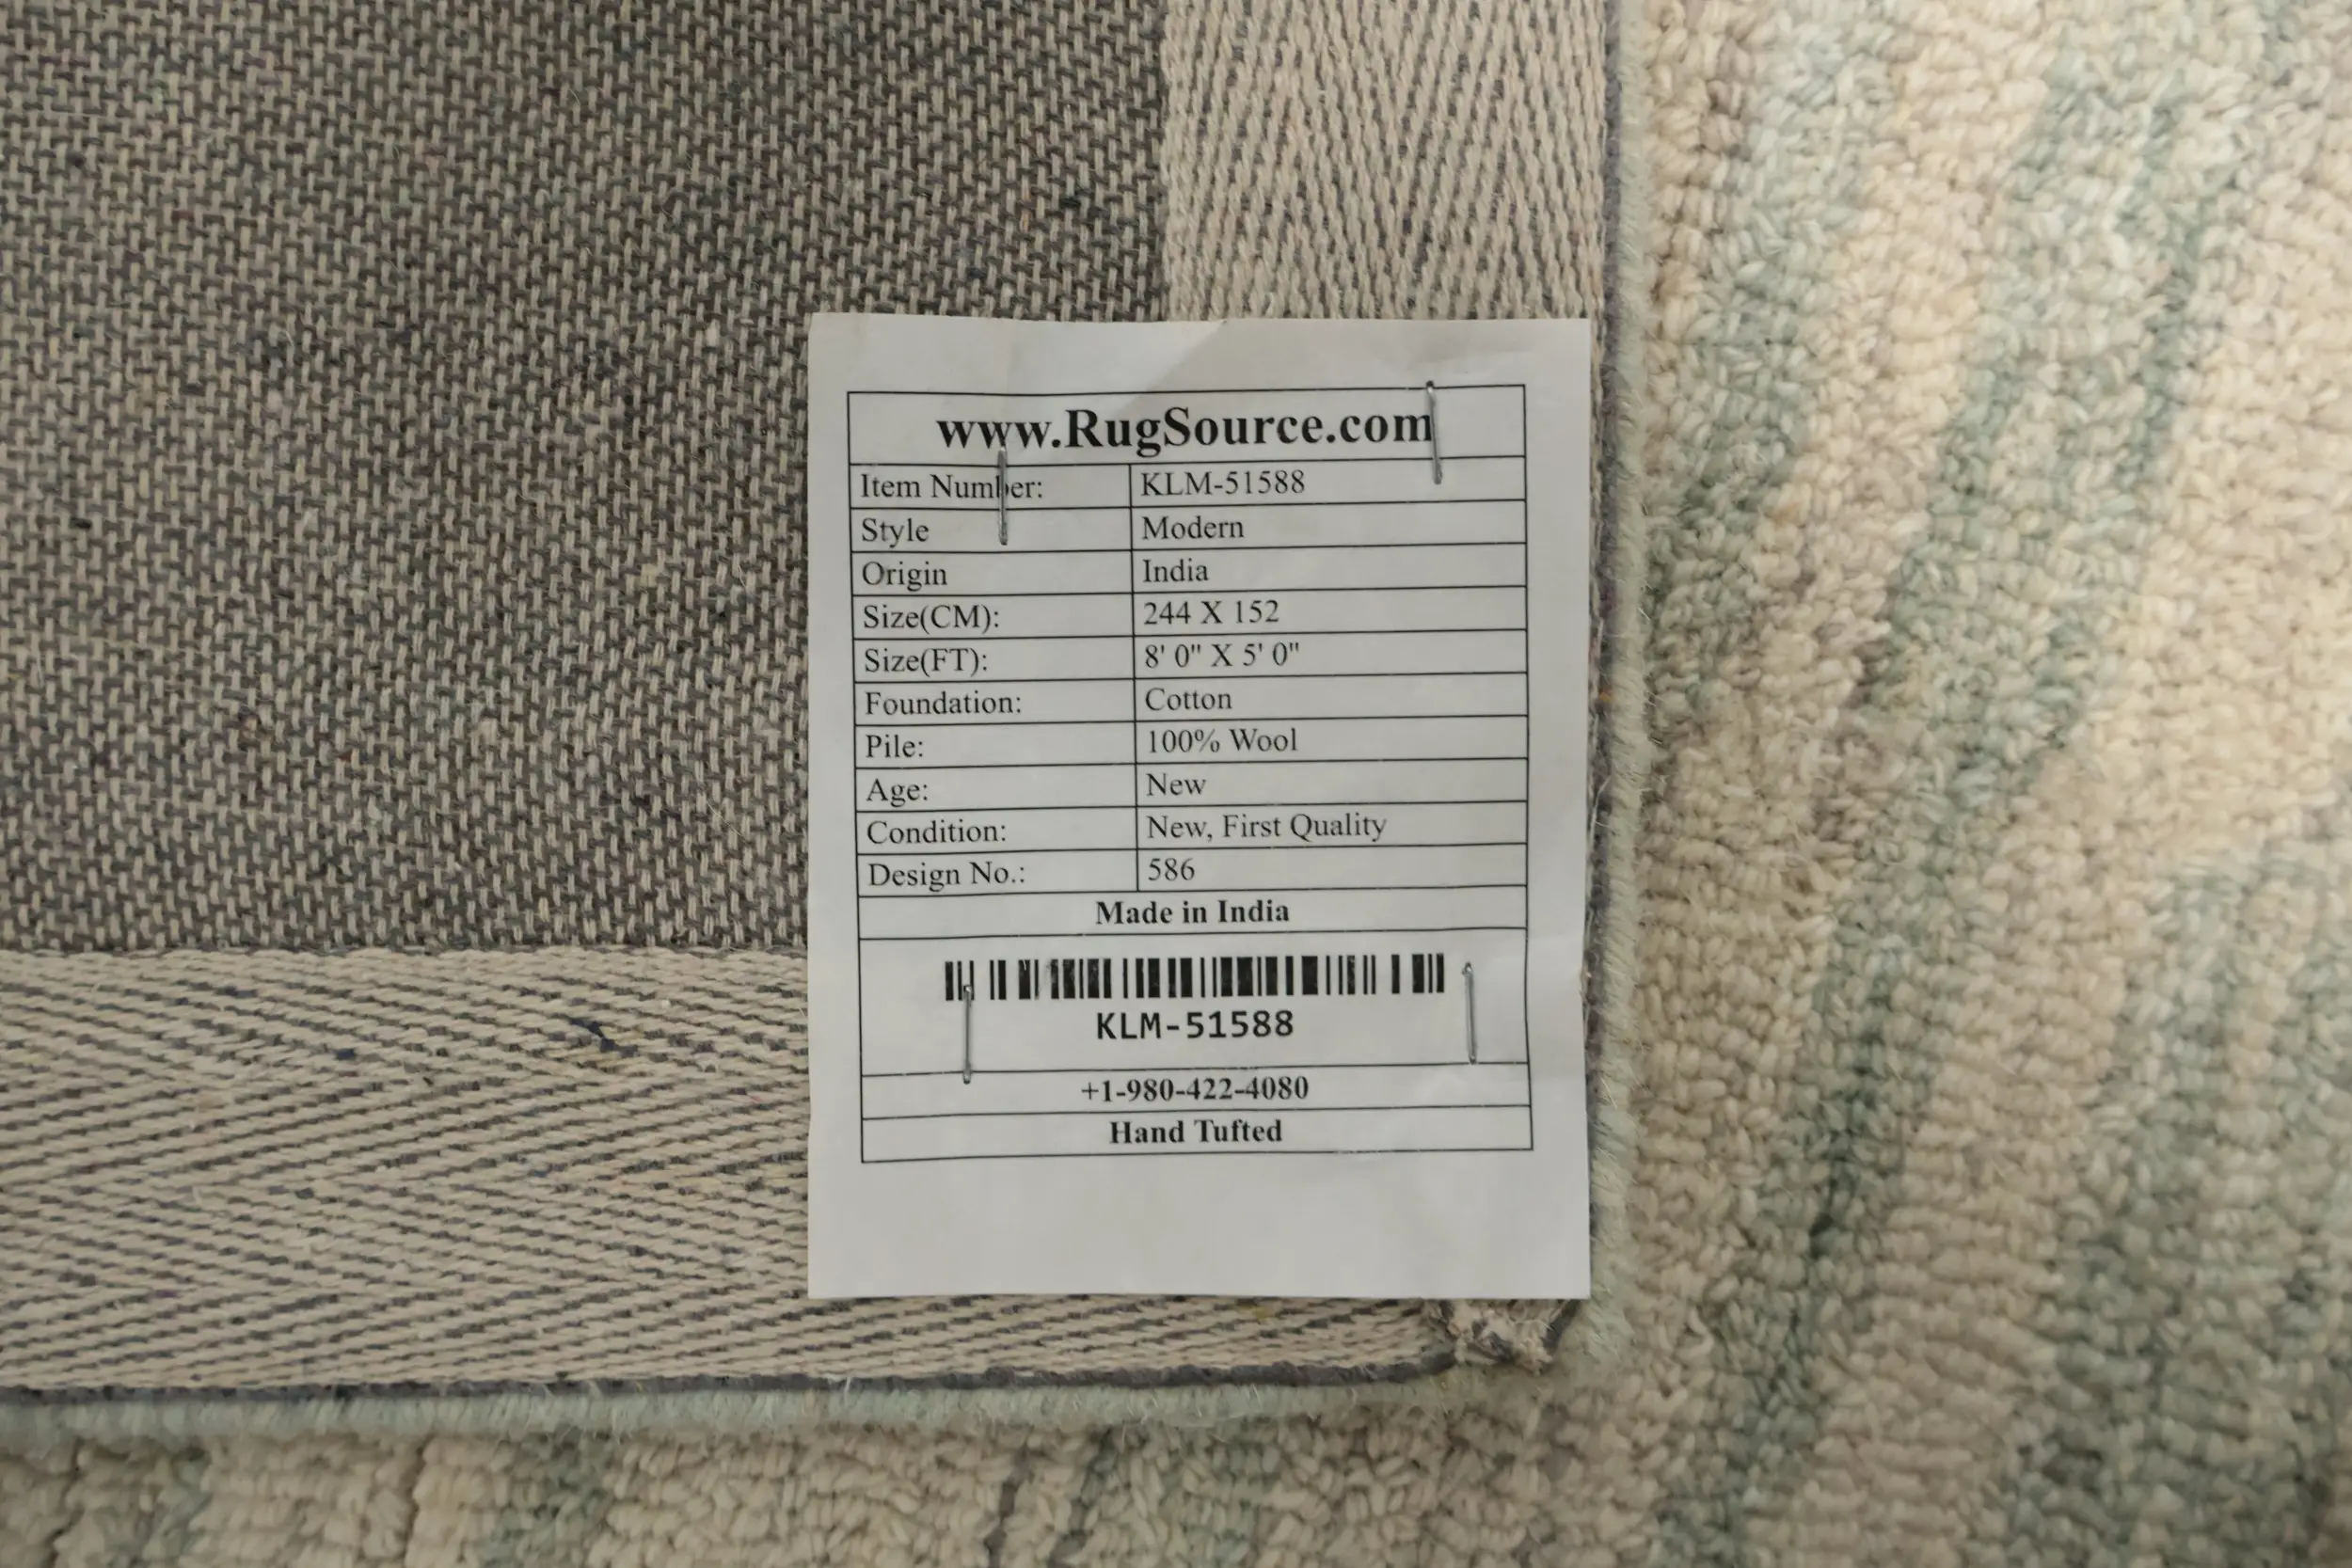 www.RugSource.com
Item Number: KLM-51588
Style Modern
Origin India
Size(CM): 244 X 152
Size(FT): 8' 0" X 5' 0"
Foundation: Cotton
Pile: 100% Wool
Age: New
Condition: New, First Quality
Design No.: 586
Made in India
KLM-51588
+1-980-422-4080
Hand Tufted